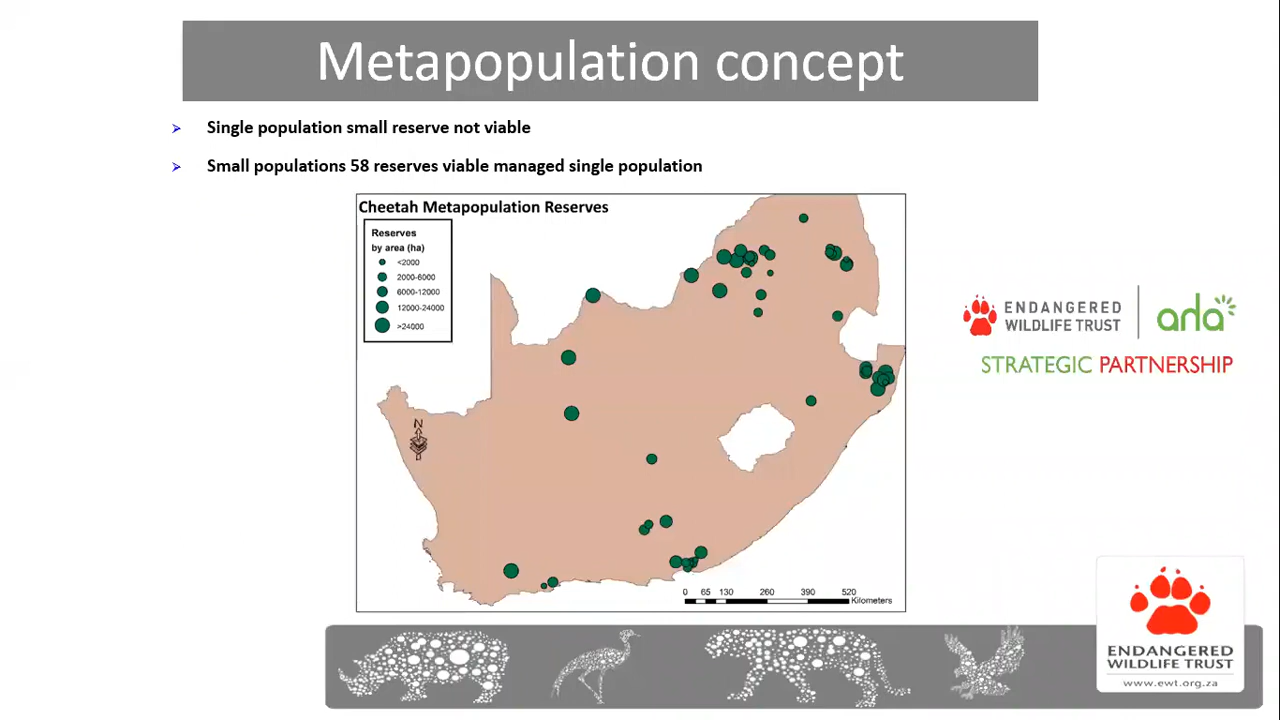 Metapopulation concept
Single population small reserve not viable
Small populations 58 reserves viable managed single population
Cheetah Metapopulation Reserves
Reserves
by area (ha)
<2000
2000-6000
6000-12000
12000-24000
>24000
N
0 65 130 260 390 520
Kilometers
ENDANGERED
WILDLIFE TRUST
arla
STRATEGIC PARTNERSHIP
ENDANGERED
WILDLIFE TRUST
www.ewt.org.za